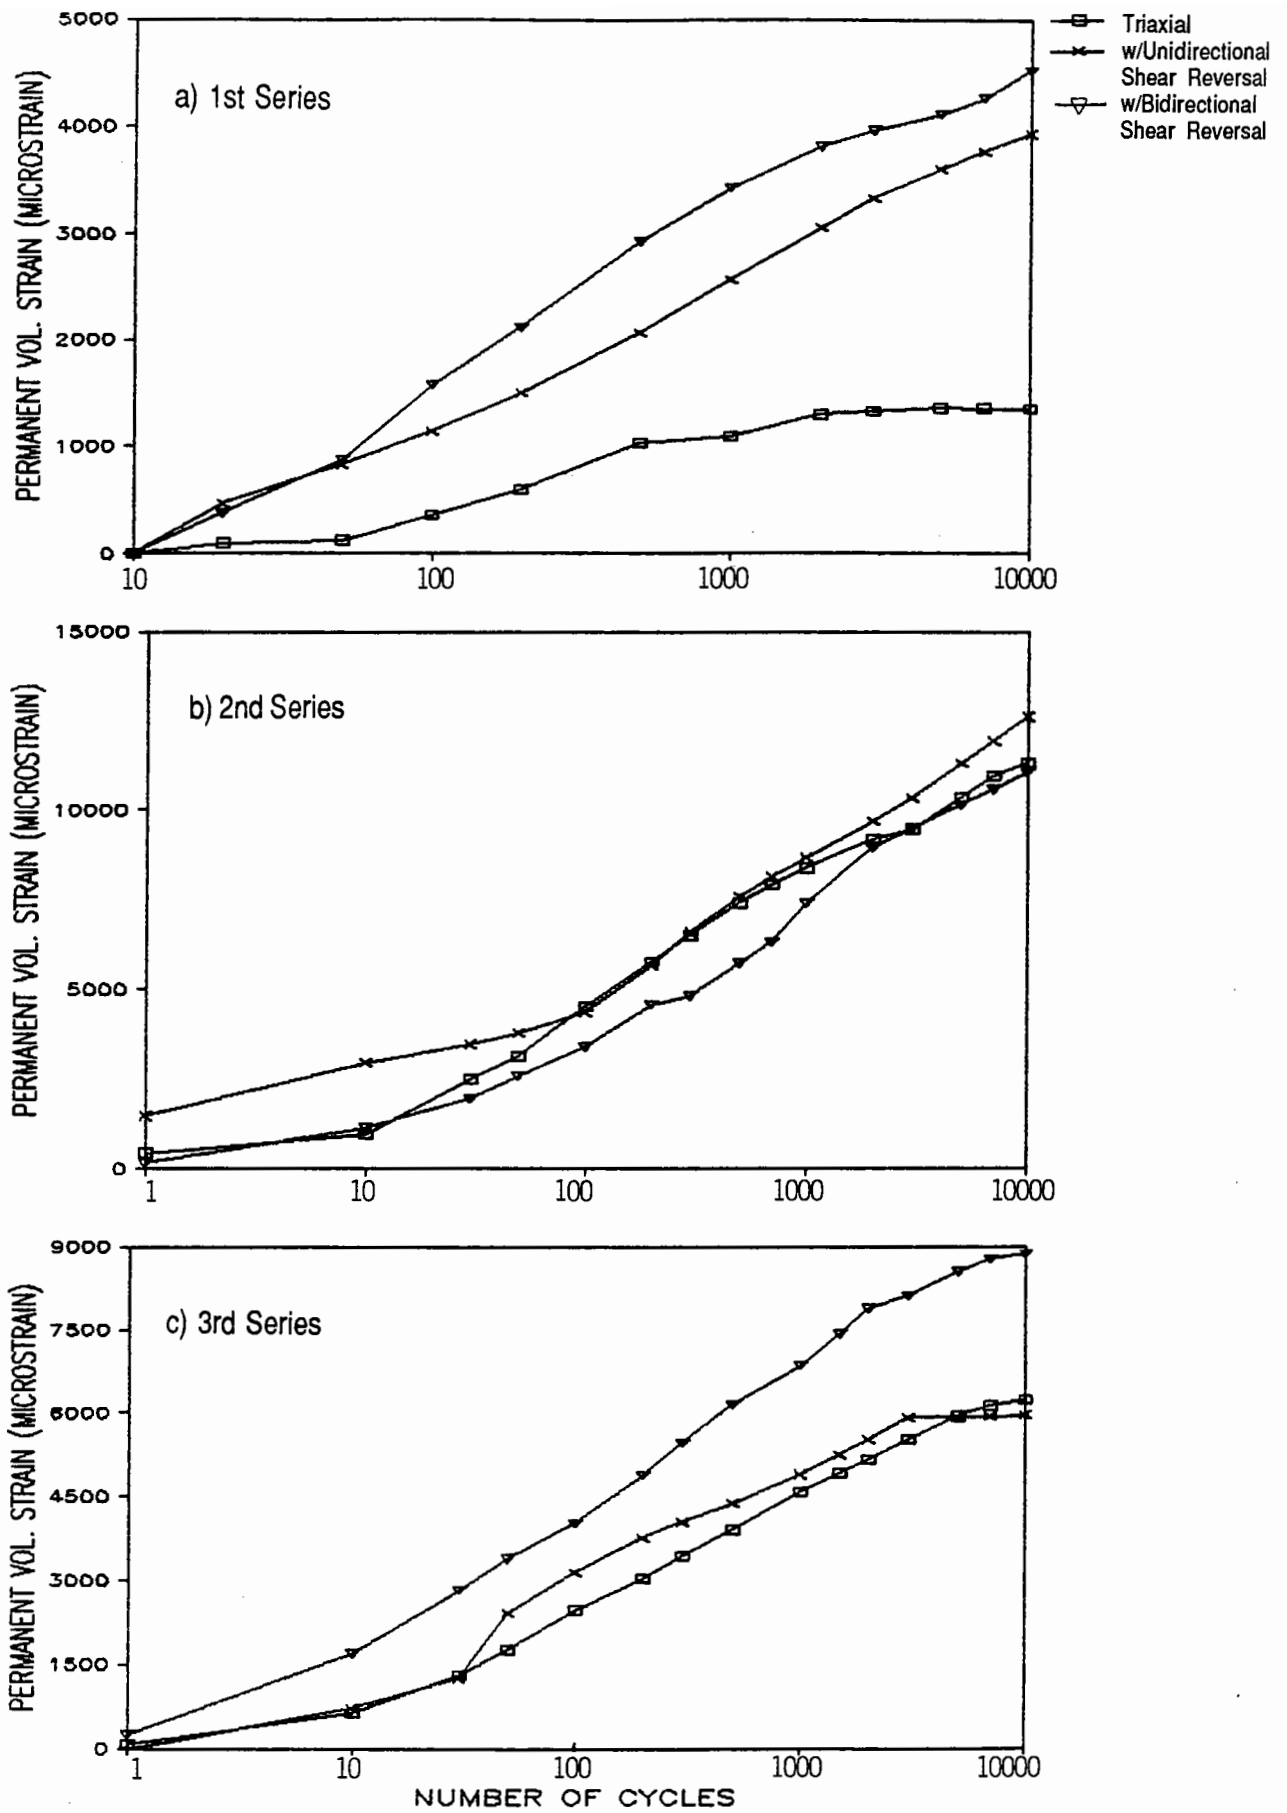 5000
4000
3000
2000
1000
0
PERMANENT VOL. STRAIN (MICROSTRAIN)
a) 1st Series
Triaxial
w/Unidirectional
Shear Reversal
w/Bidirectional
Shear Reversal
10 100 1000 10000
15000
10000
5000
0
PERMANENT VOL. STRAIN (MICROSTRAIN)
b) 2nd Series
1 10 100 1000 10000
9000
7500
6000
4500
3000
1500
0
PERMANENT VOL. STRAIN (MICROSTRAIN)
c) 3rd Series
1 10 100 1000 10000
NUMBER OF CYCLES